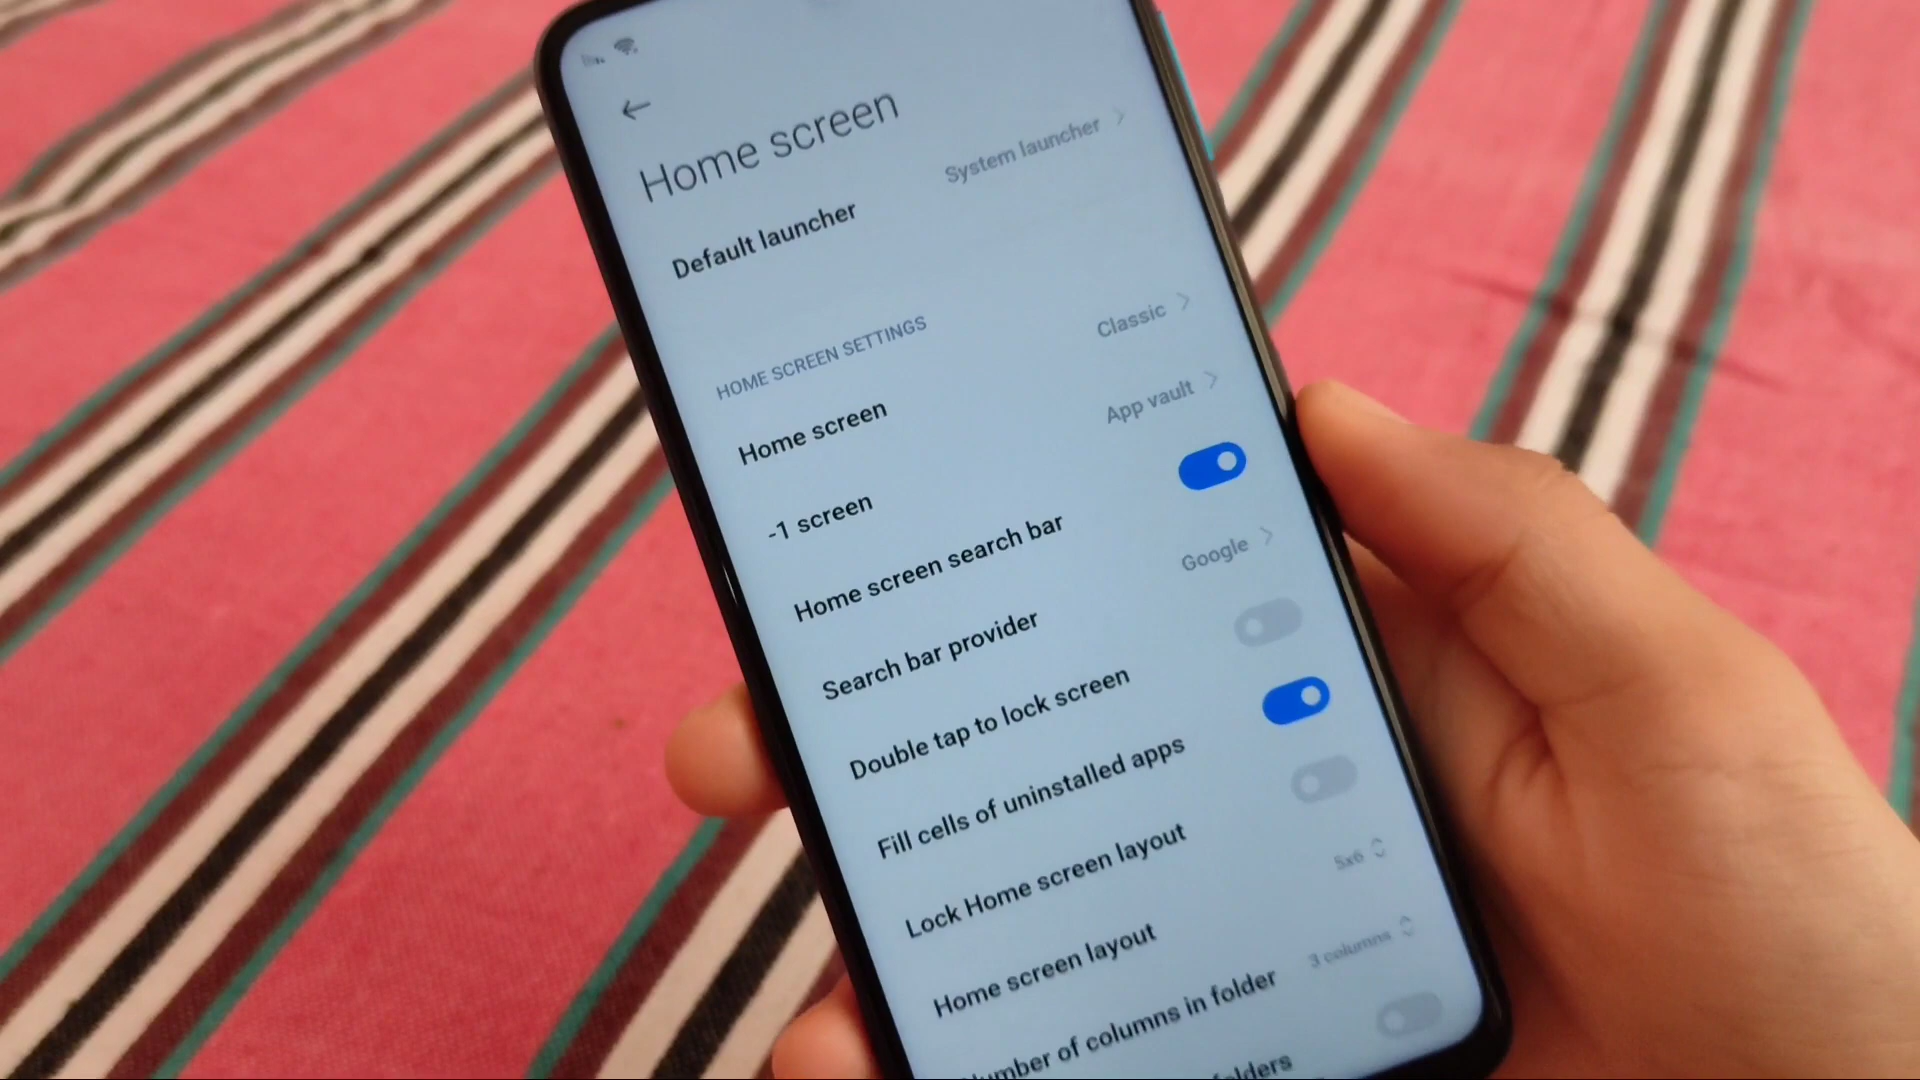 Home screen
Default launcher
System launcher
HOME SCREEN SETTINGS
Home screen
Classic
-1 screen
App vault
Home screen search bar
Search bar provider
Google
Double tap to lock screen
Fill cells of uninstalled apps
Lock Home screen layout
Home screen layout
5x6
of columns in folder
3 columns